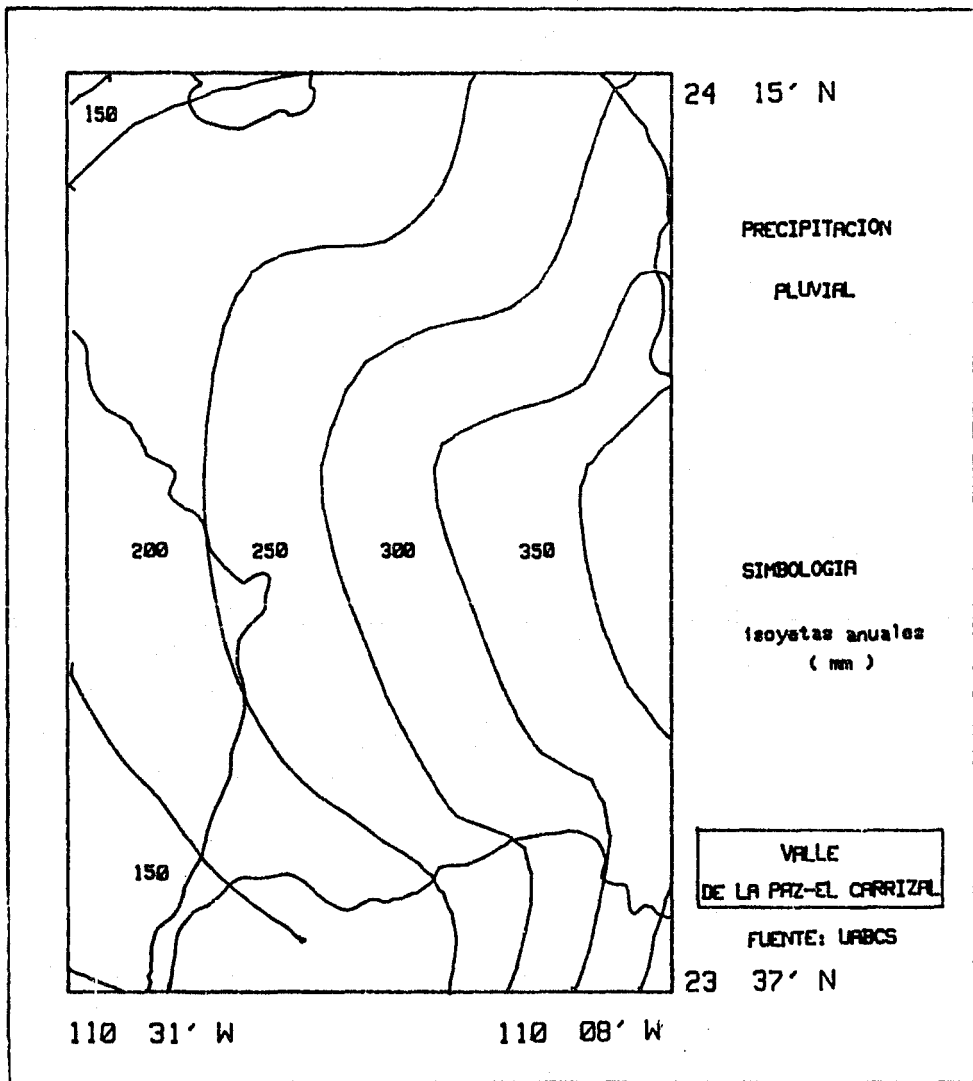 150
24 15' N
PRECIPITACION
PLUVIAL
200
250
300
350
SIMBOLOGIA
isoyetas anuales
( mm )
150
VALLE
DE LA PAZ-EL CARRIZAL
FUENTE: UABCS
23 37' N
110 31' W
110 08' W